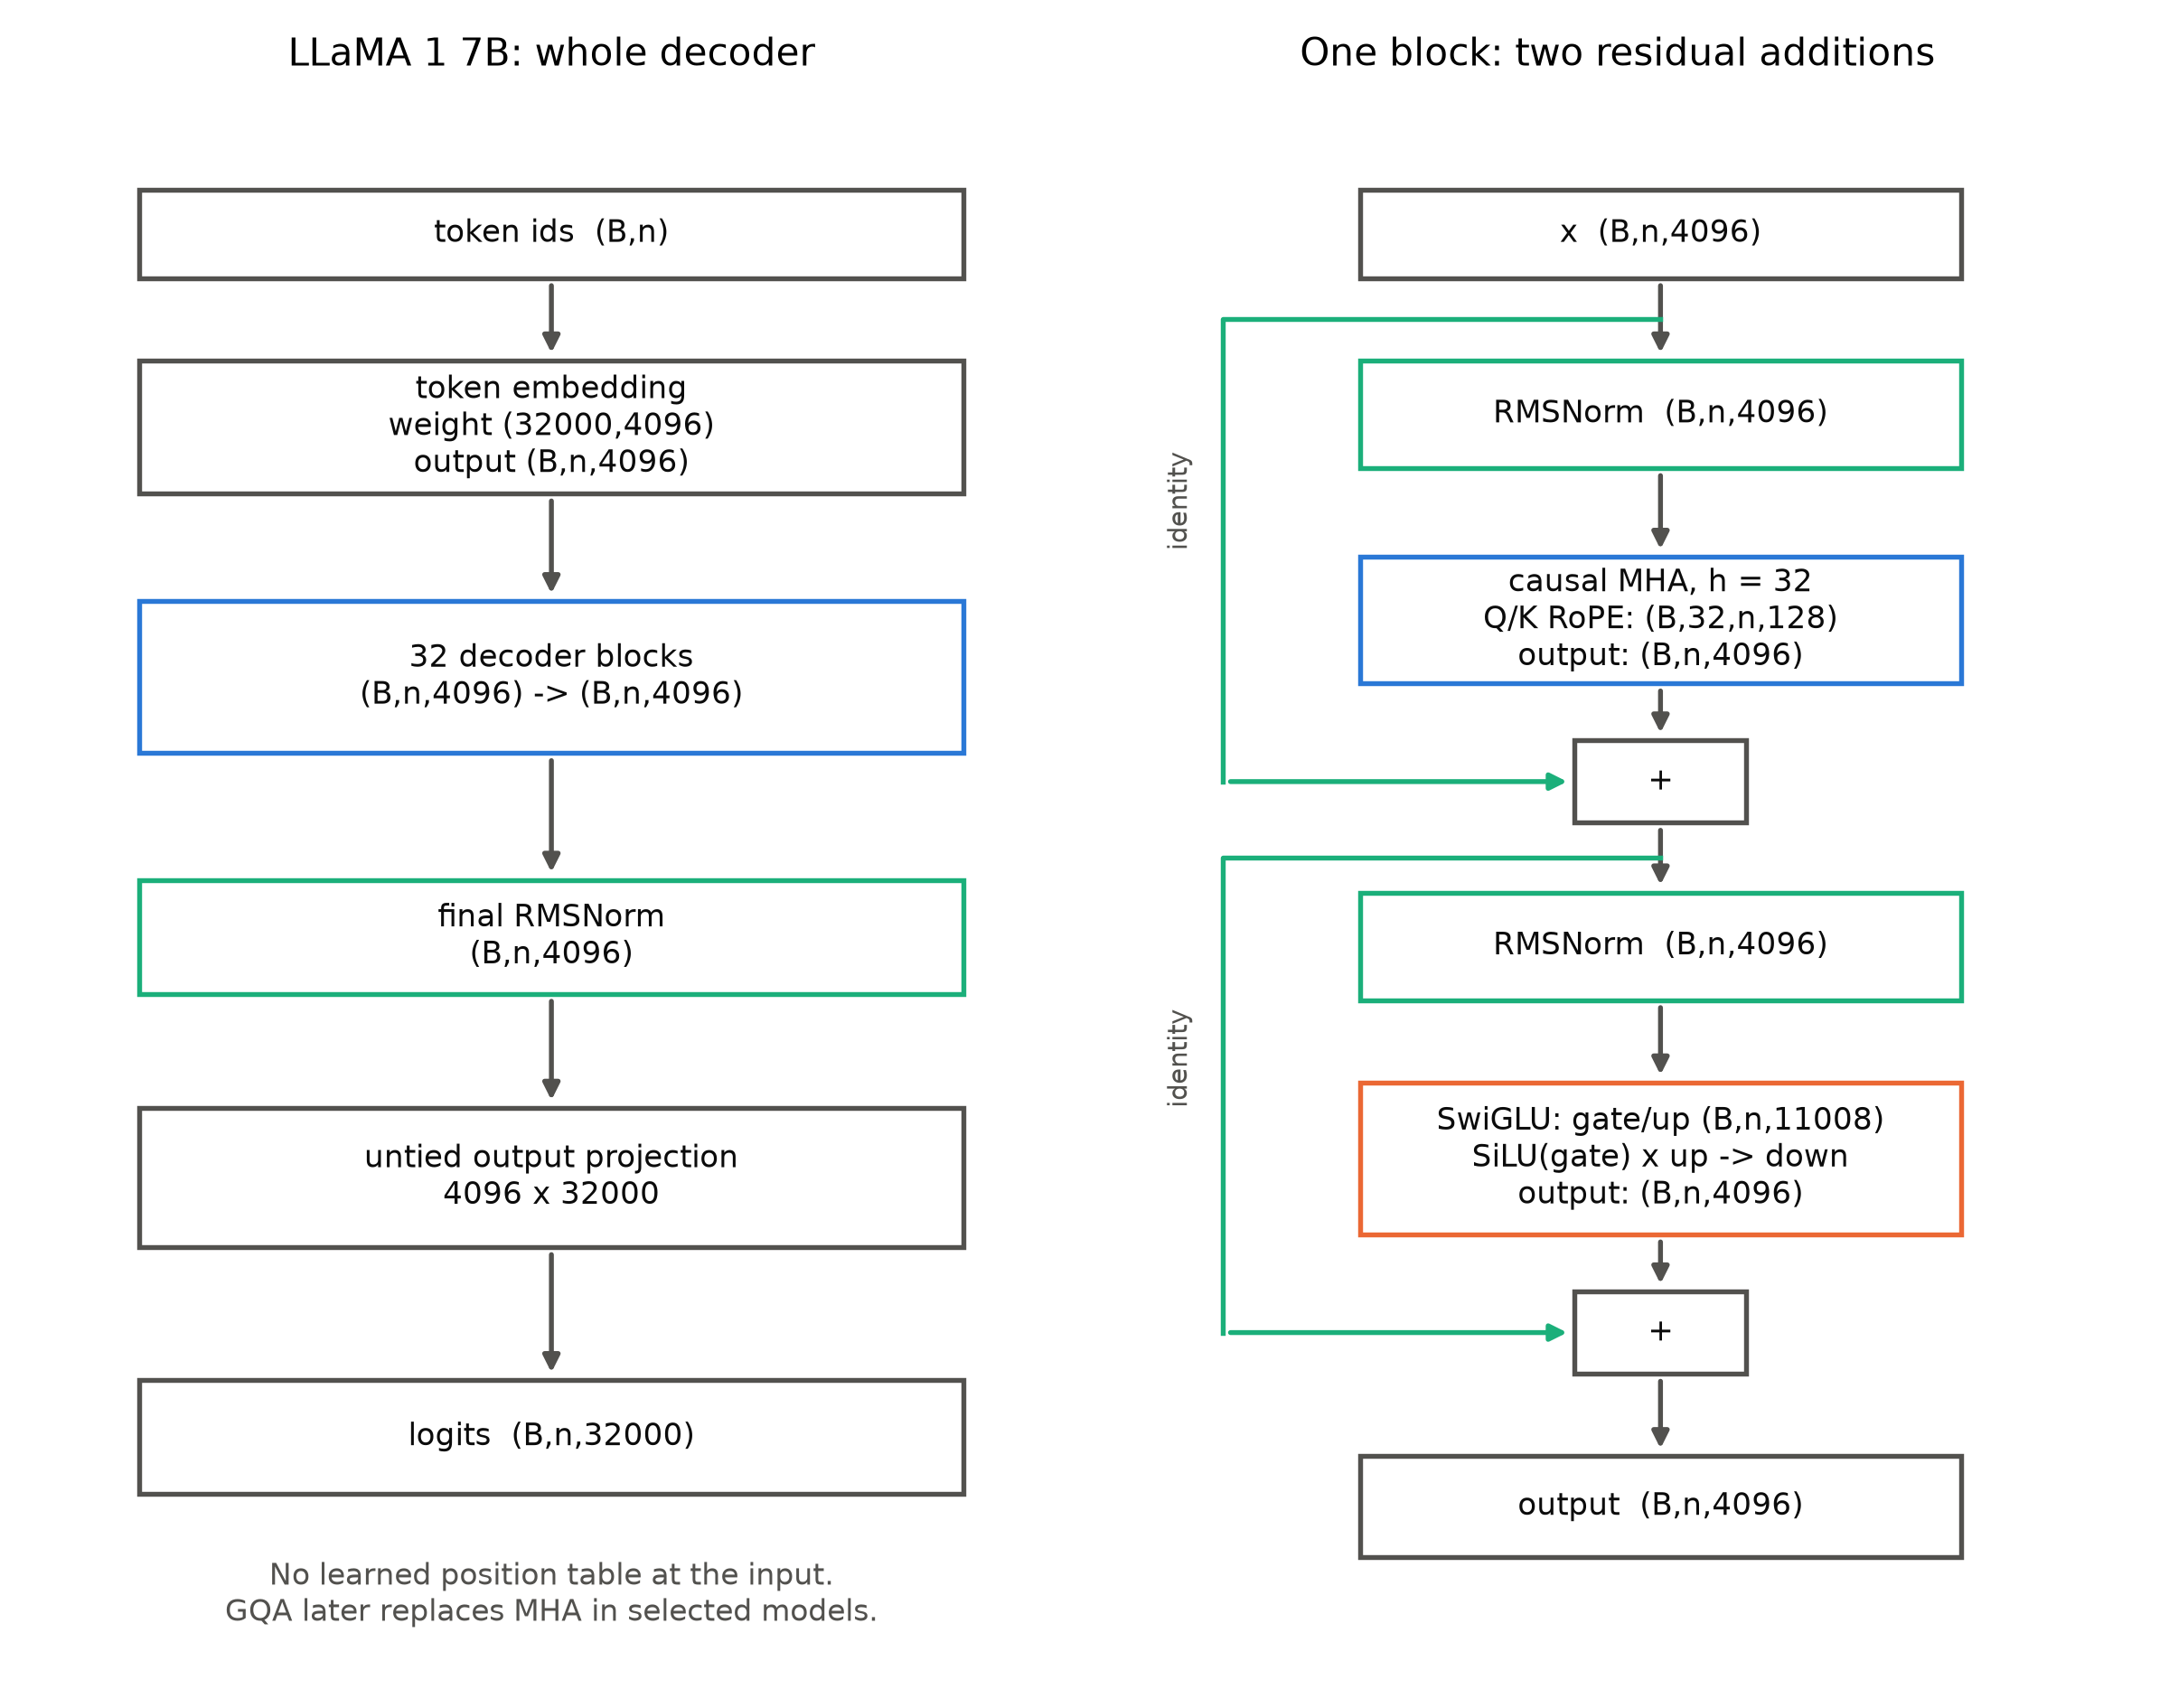 LLaMA 1 7B: whole decoder
token ids  (B,n)
token embedding
weight (32000,4096)
output (B,n,4096)
32 decoder blocks
(B,n,4096) -> (B,n,4096)
final RMSNorm
(B,n,4096)
untied output projection
4096 x 32000
logits  (B,n,32000)
No learned position table at the input.
GQA later replaces MHA in selected models.
One block: two residual additions
x  (B,n,4096)
RMSNorm  (B,n,4096)
identity
causal MHA, h = 32
Q/K RoPE: (B,32,n,128)
output: (B,n,4096)
+
RMSNorm  (B,n,4096)
identity
SwiGLU: gate/up (B,n,11008)
SiLU(gate) x up -> down
output: (B,n,4096)
+
output  (B,n,4096)